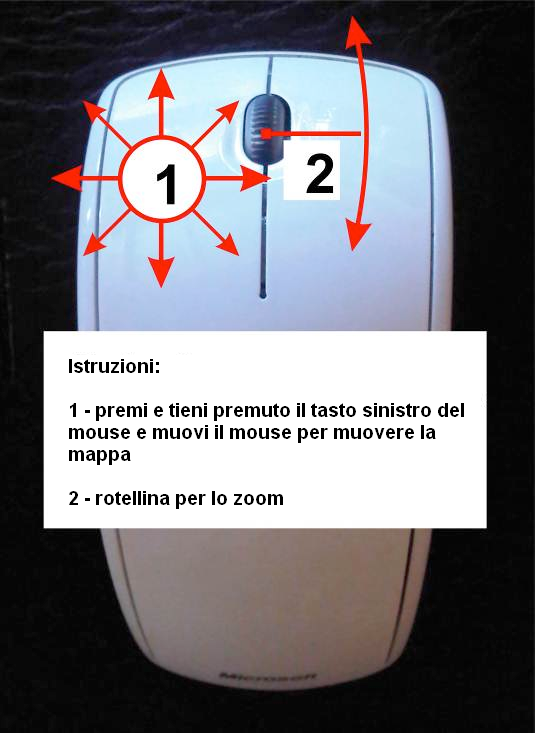 1
2
Istruzioni:
1 - premi e tieni premuto il tasto sinistro del
mouse e muovi il mouse per muovere la
mappa
2 - rotellina per lo zoom
Microsoft